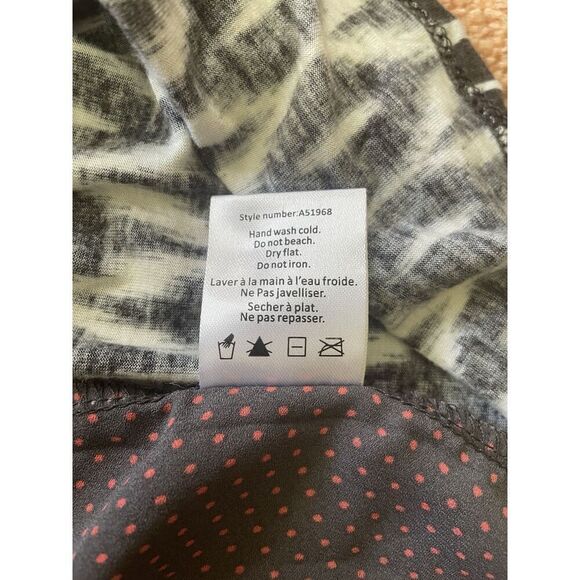 Style number:A51968
Hand wash cold.
Do not beach.
Dry flat.
Do not iron.
Laver à la main à l'eau froide.
Ne Pas javelliser.
Secher à plat.
Ne pas repasser.